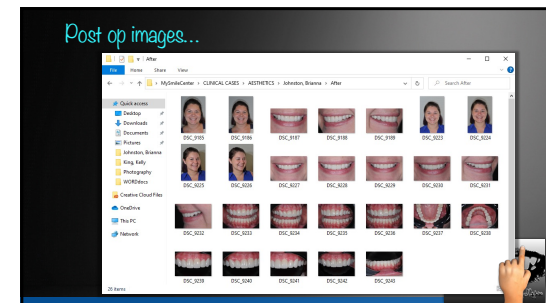 Post op images...
After
File Home Share View
MySmileCenter > CLINICAL CASES > AESTHETICS > Johnston, Brianna > After
Search After
Quick access
Desktop
Downloads
Documents
Pictures
Johnston, Brianna
King, Kelly
Photography
WORDdocs
Creative Cloud Files
OneDrive
This PC
Network
DSC_9185 DSC_9186 DSC_9187 DSC_9188 DSC_9189 DSC_9223 DSC_9224
DSC_9225 DSC_9226 DSC_9227 DSC_9228 DSC_9229 DSC_9230 DSC_9231
DSC_9232 DSC_9233 DSC_9234 DSC_9235 DSC_9236 DSC_9237 DSC_9238
DSC_9239 DSC_9240 DSC_9241 DSC_9242 DSC_9243